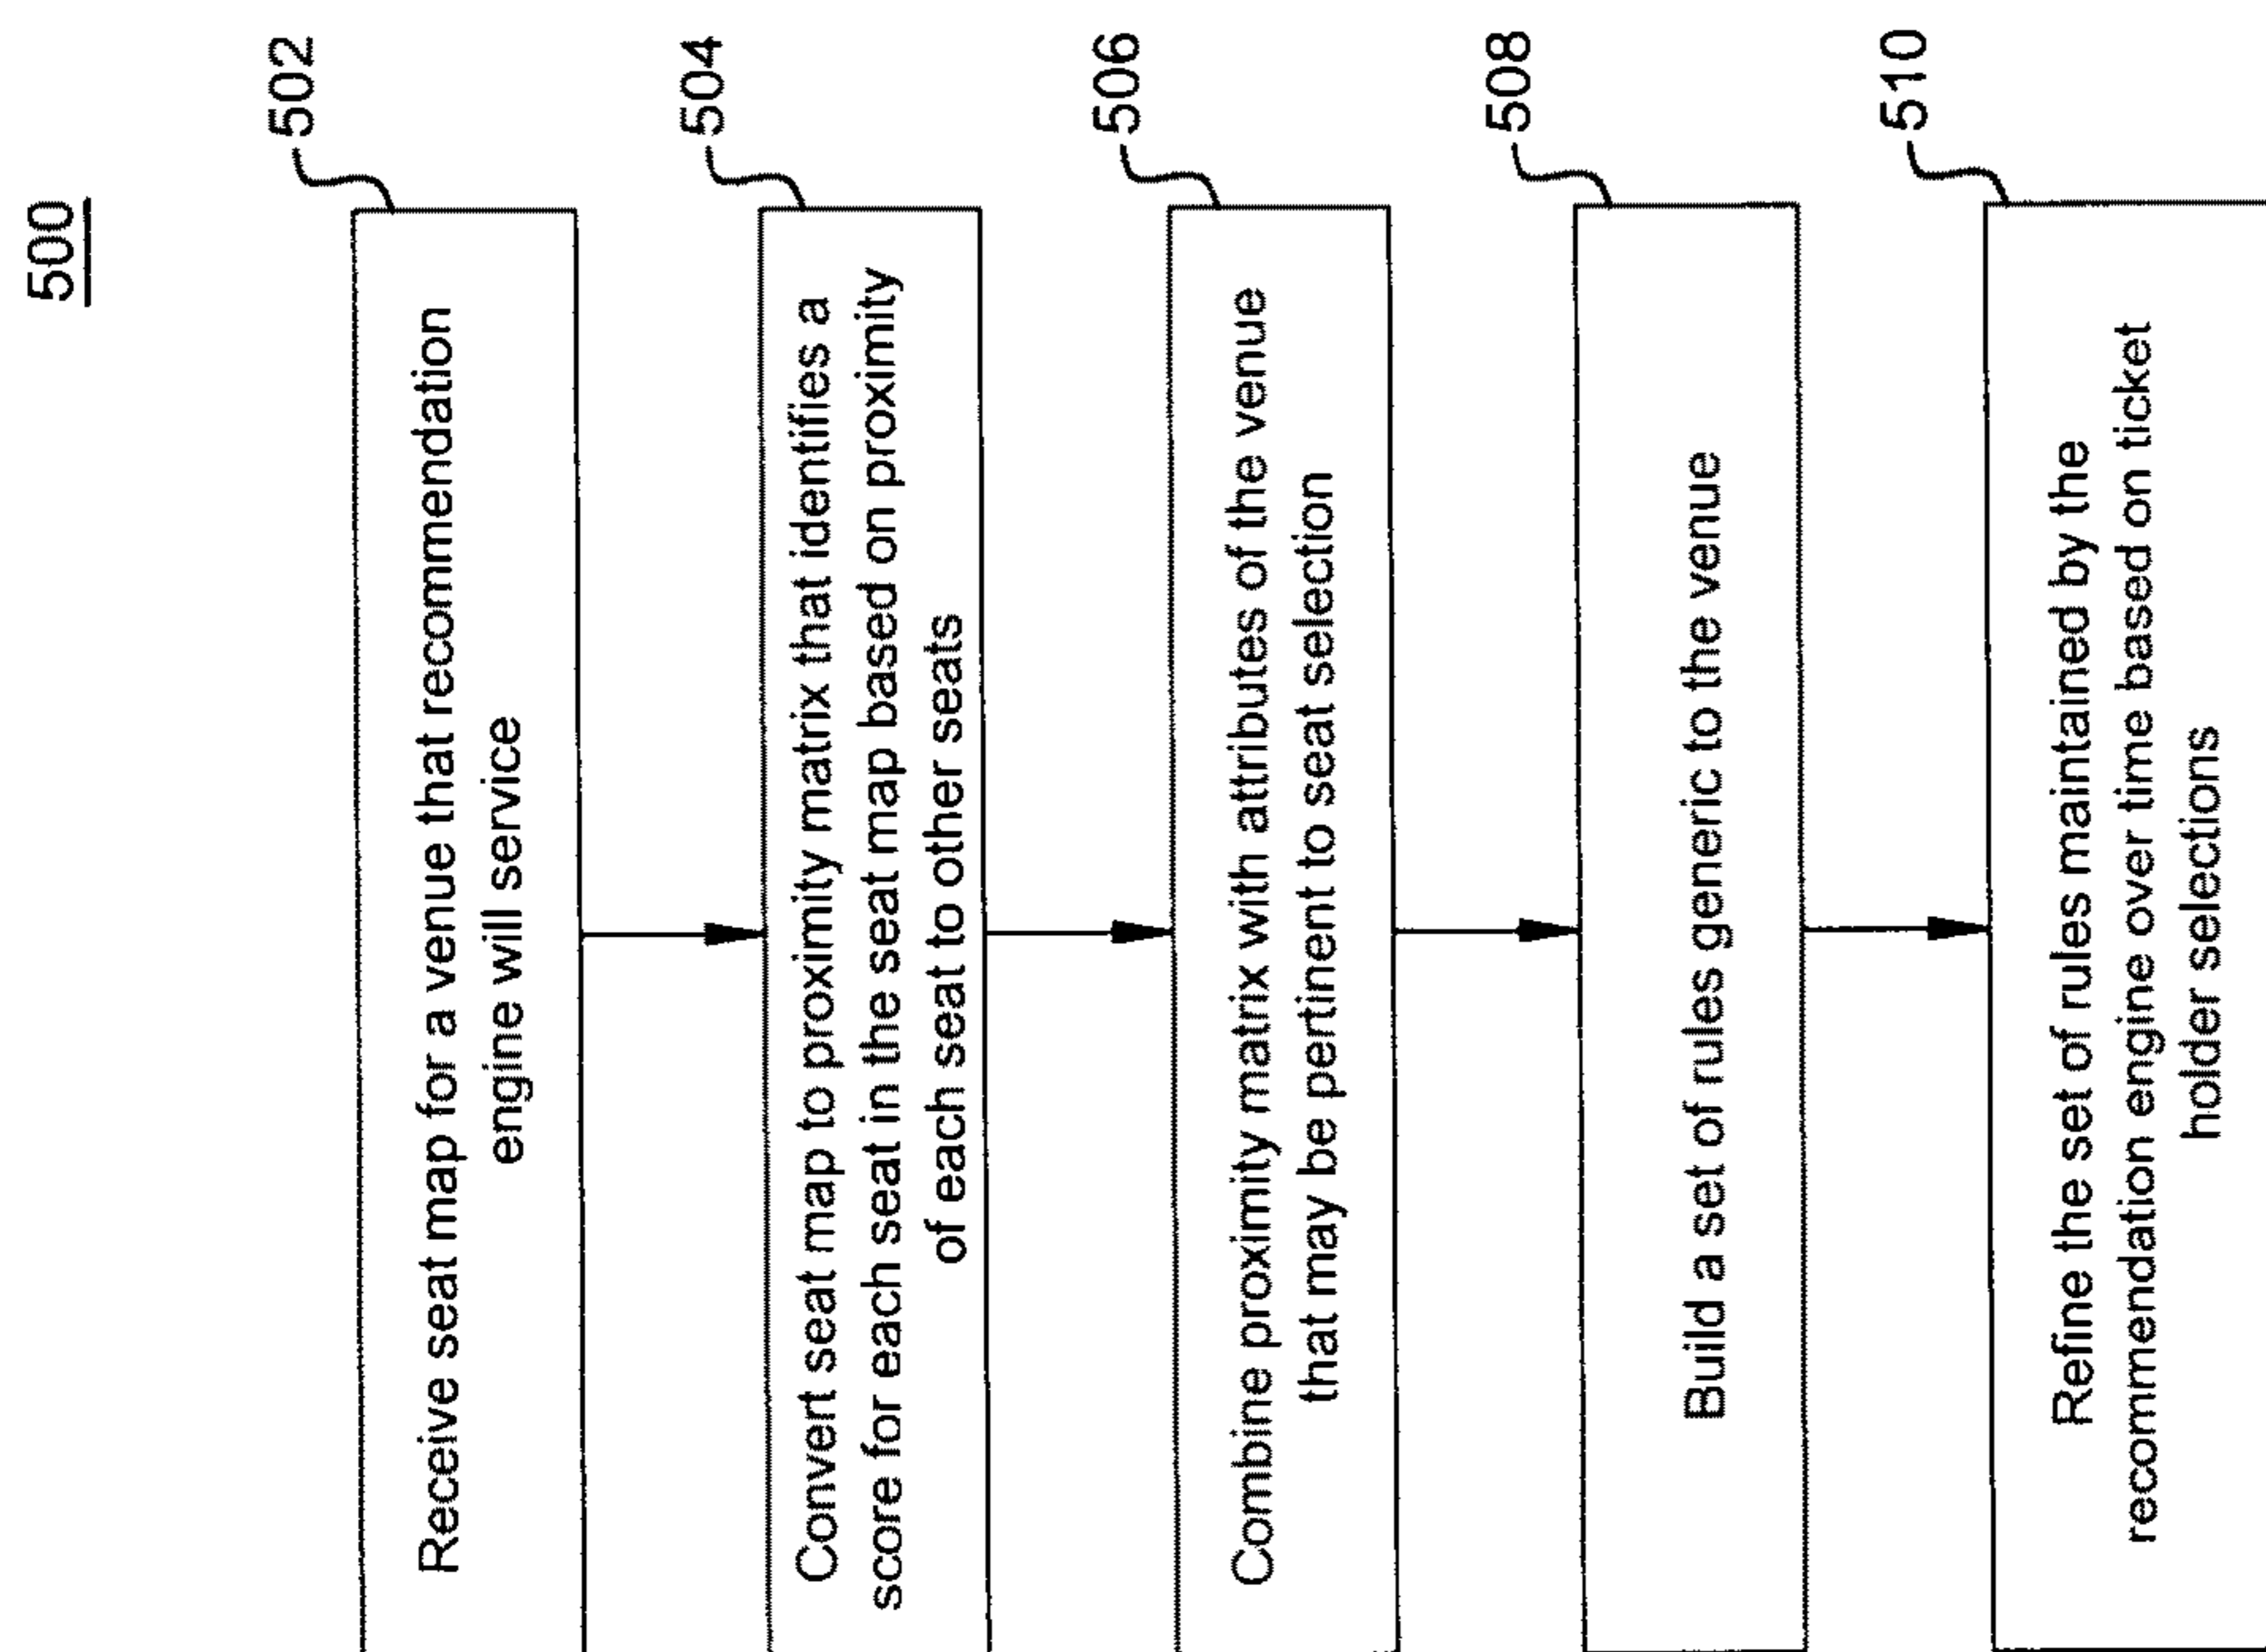 500
502
Receive seat map for a venue that recommendation
engine will service
504
Convert seat map to proximity matrix that identifies a
score for each seat in the seat map based on proximity
of each seat to other seats
506
Combine proximity matrix with attributes of the venue
that may be pertinent to seat selection
508
Build a set of rules generic to the venue
510
Refine the set of rules maintained by the
recommendation engine over time based on ticket
holder selections